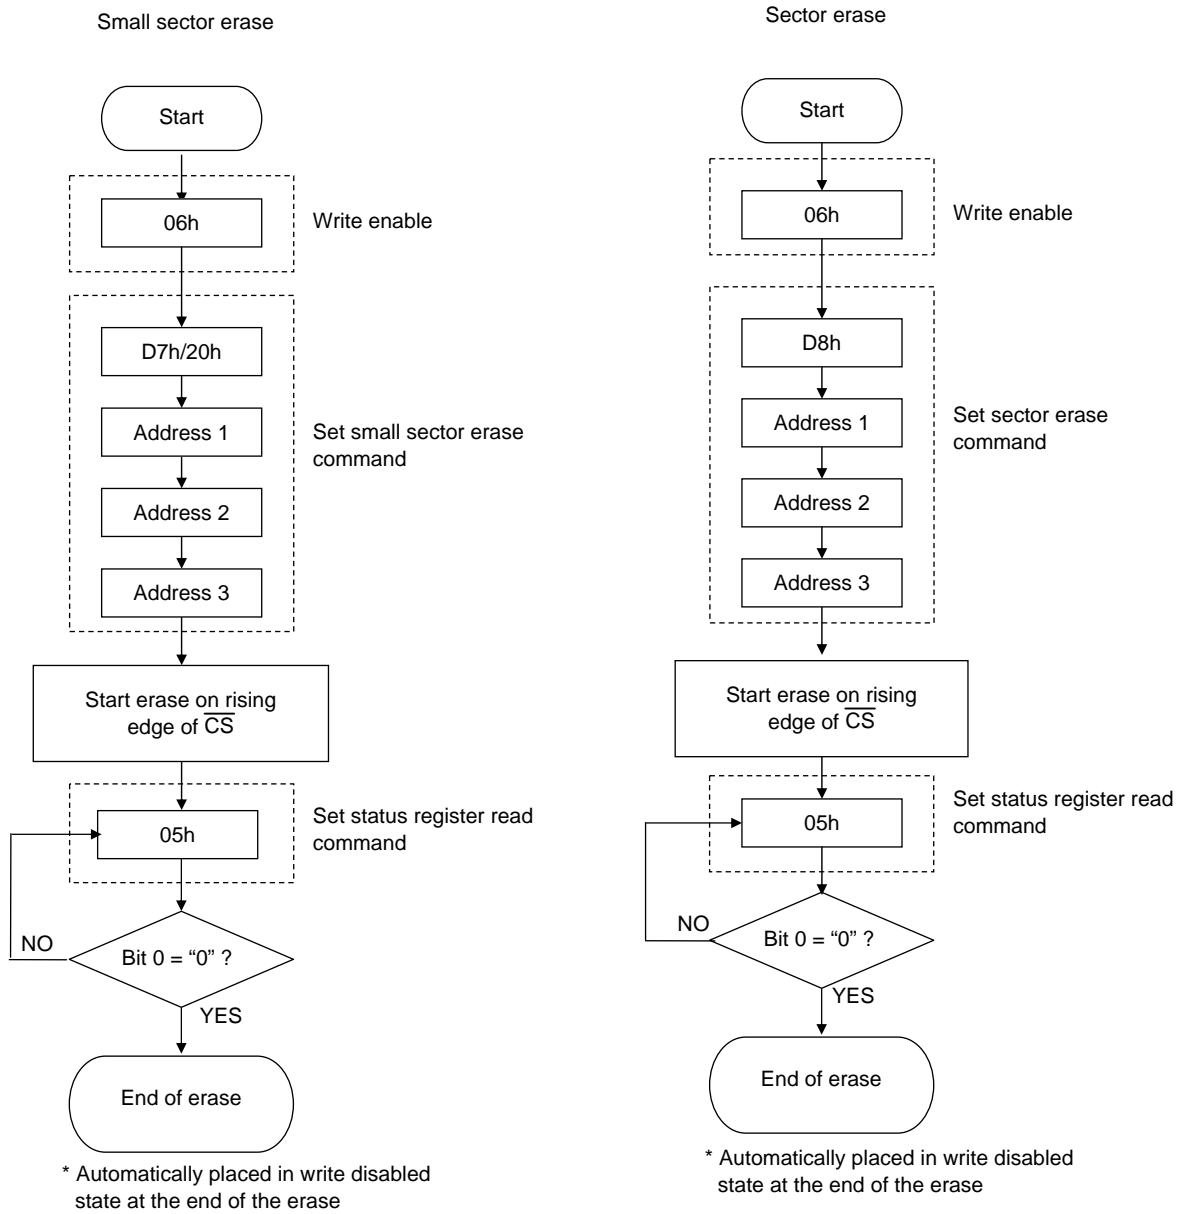 Small sector erase
Start
06h
Write enable
D7h/20h
Address 1
Set small sector erase
command
Address 2
Address 3
Start erase on rising
edge of C̅S̅
05h
Set status register read
command
NO
Bit 0 = “0” ?
YES
End of erase
* Automatically placed in write disabled
state at the end of the erase
Sector erase
Start
06h
Write enable
D8h
Address 1
Set sector erase
command
Address 2
Address 3
Start erase on rising
edge of C̅S̅
05h
Set status register read
command
NO
Bit 0 = “0” ?
YES
End of erase
* Automatically placed in write disabled
state at the end of the erase